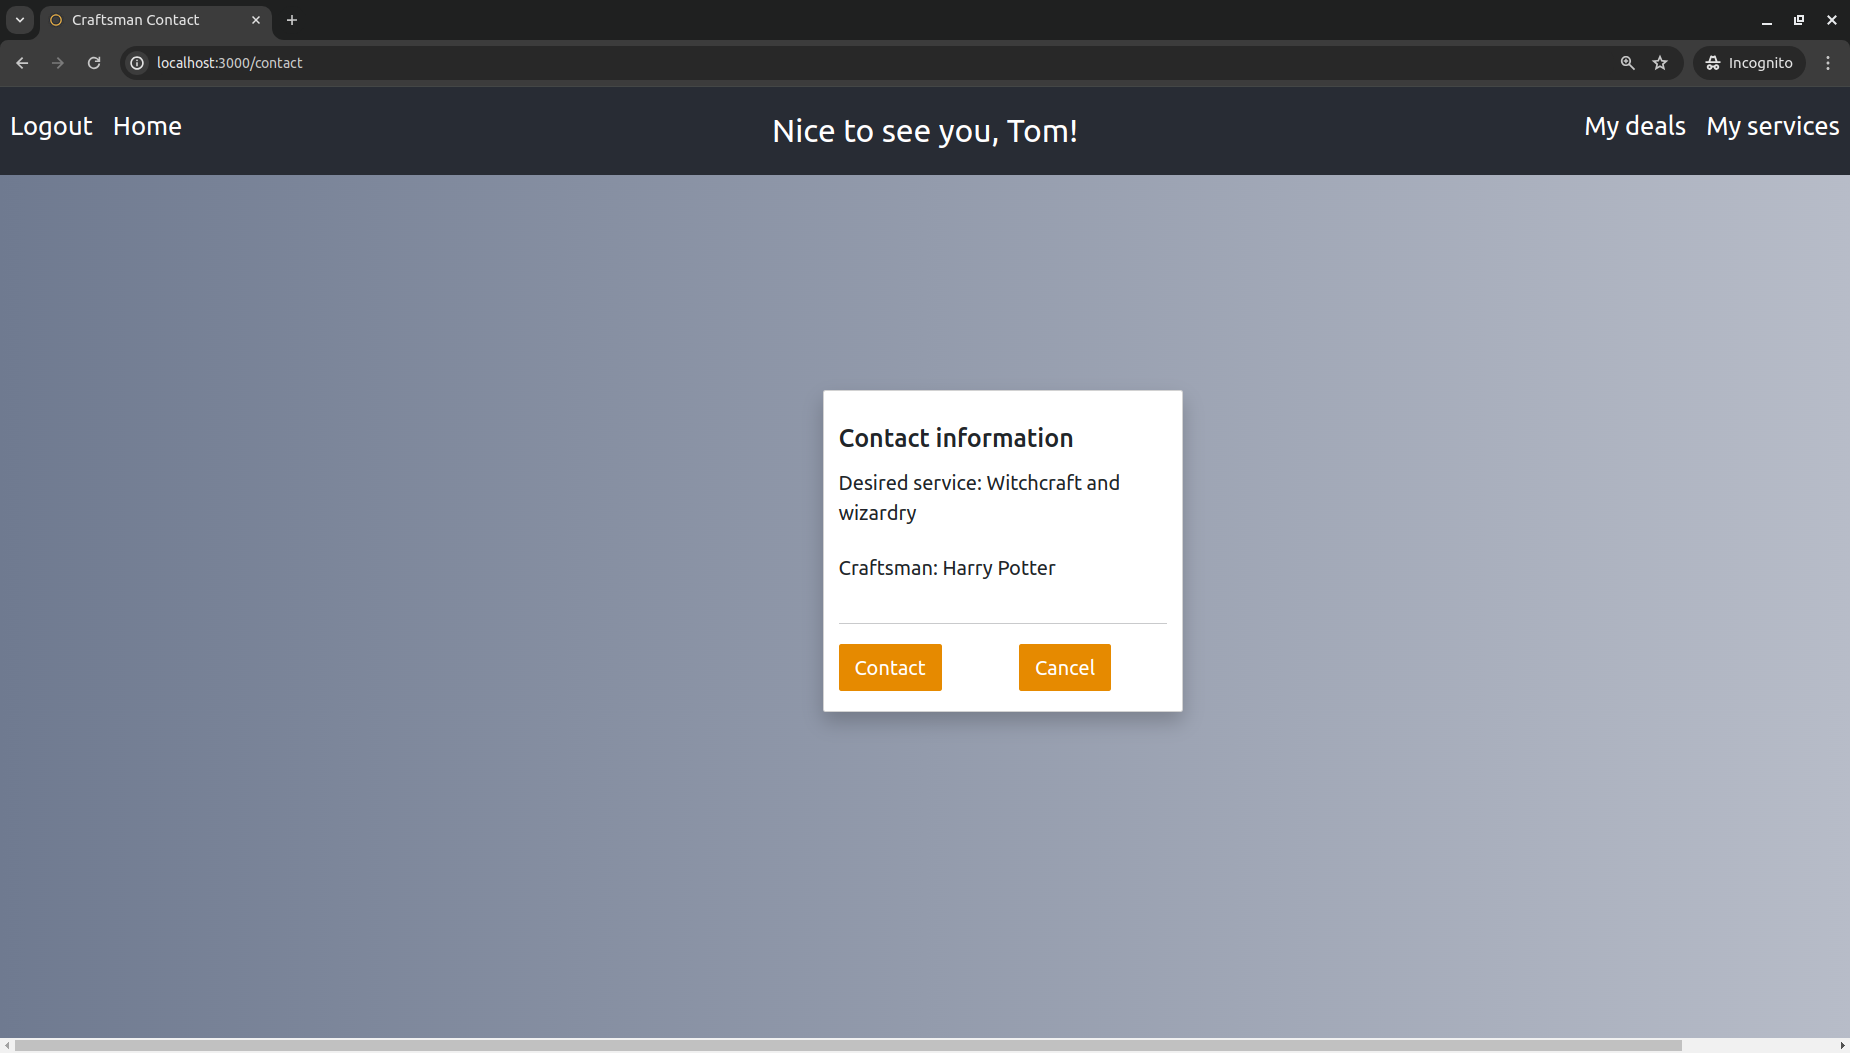 Craftsman Contact
localhost:3000/contact
Incognito
Logout Home
Nice to see you, Tom!
My deals My services
Contact information
Desired service: Witchcraft and
wizardry
Craftsman: Harry Potter
Contact
Cancel